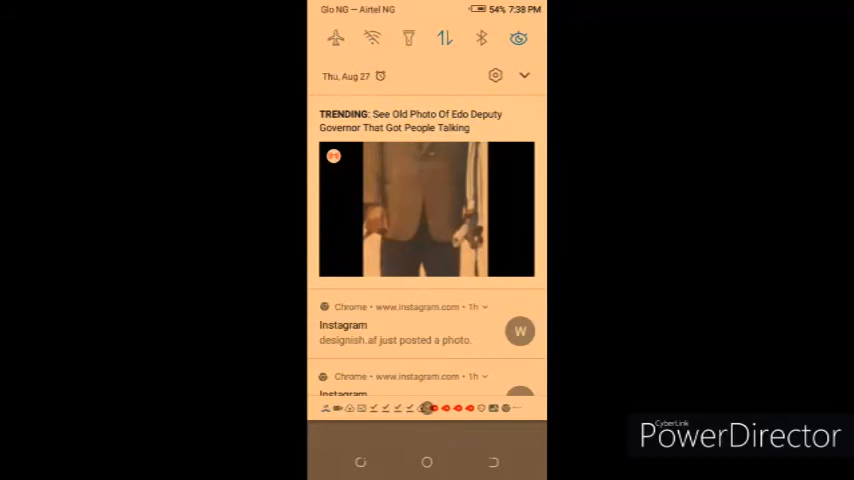 Glo NG — Airtel NG
54% 7:38 PM
Thu, Aug 27
TRENDING: See Old Photo Of Edo Deputy
Governor That Got People Talking
Chrome • www.instagram.com • 1h
Instagram
W
designish.af just posted a photo.
Chrome • www.instagram.com • 1h
Instagram
CyberLink
PowerDirector